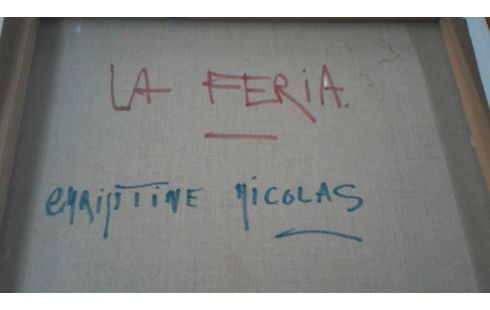 LA FERiA.
CHRiSTiNE NiCOLAS